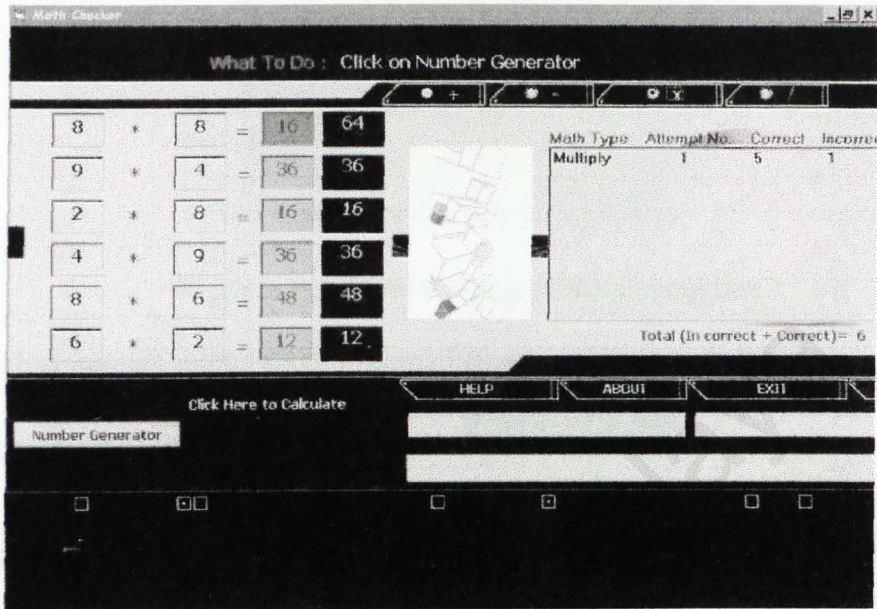 Math Checker
What To Do : Click on Number Generator
+ - x /
8 * 8 = 16 64
9 * 4 = 36 36
2 * 8 = 16 16
4 * 9 = 36 36
8 * 6 = 48 48
6 * 2 = 12 12
Math Type Attempt No. Correct Incorrec
Multiply 1 5 1
Total (In correct + Correct)= 6
HELP ABOUT EXIT
Click Here to Calculate
Number Generator